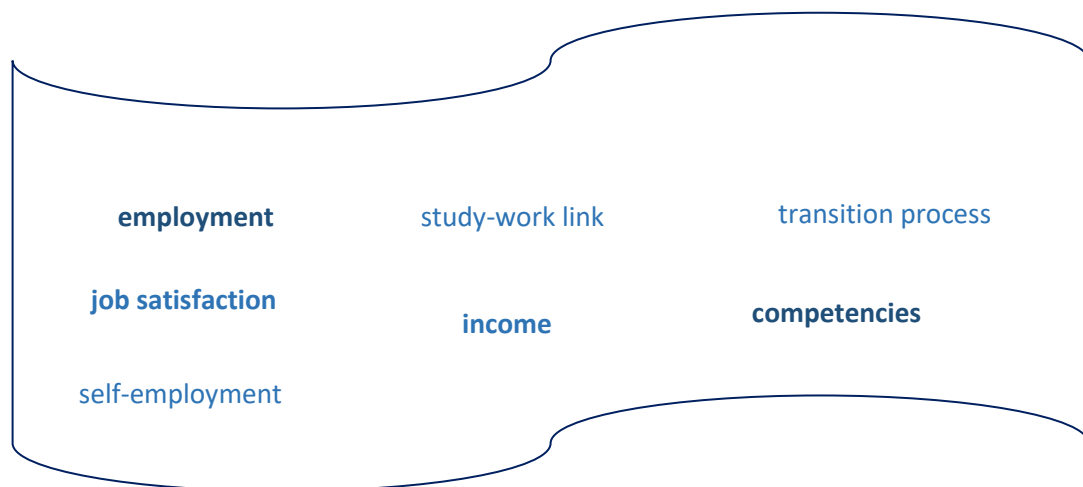 employment
study-work link
transition process
job satisfaction
income
competencies
self-employment